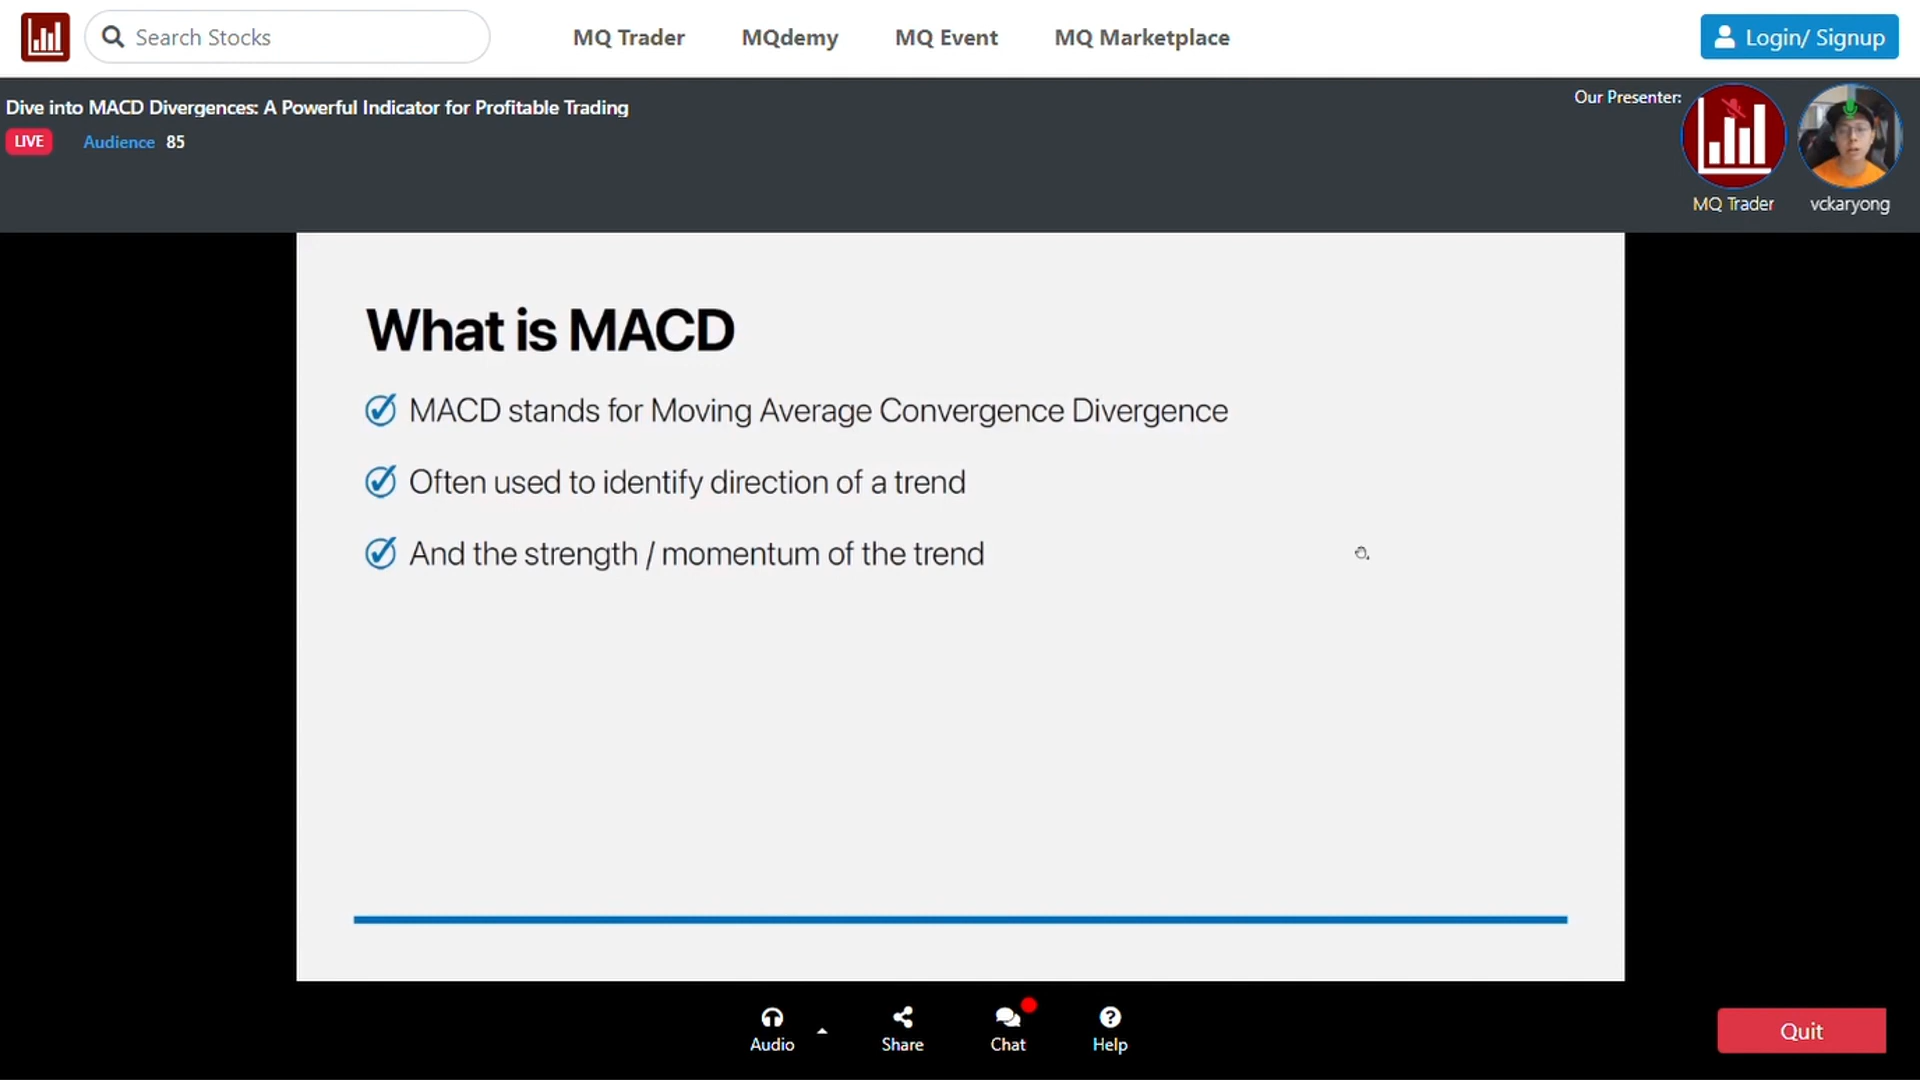 Search Stocks
MQ Trader
MQdemy
MQ Event
MQ Marketplace
Login/ Signup
Dive into MACD Divergences: A Powerful Indicator for Profitable Trading
Our Presenter:
LIVE
Audience 85
MQ Trader
vckaryong
What is MACD
MACD stands for Moving Average Convergence Divergence
Often used to identify direction of a trend
And the strength / momentum of the trend
Audio
Share
Chat
Help
Quit